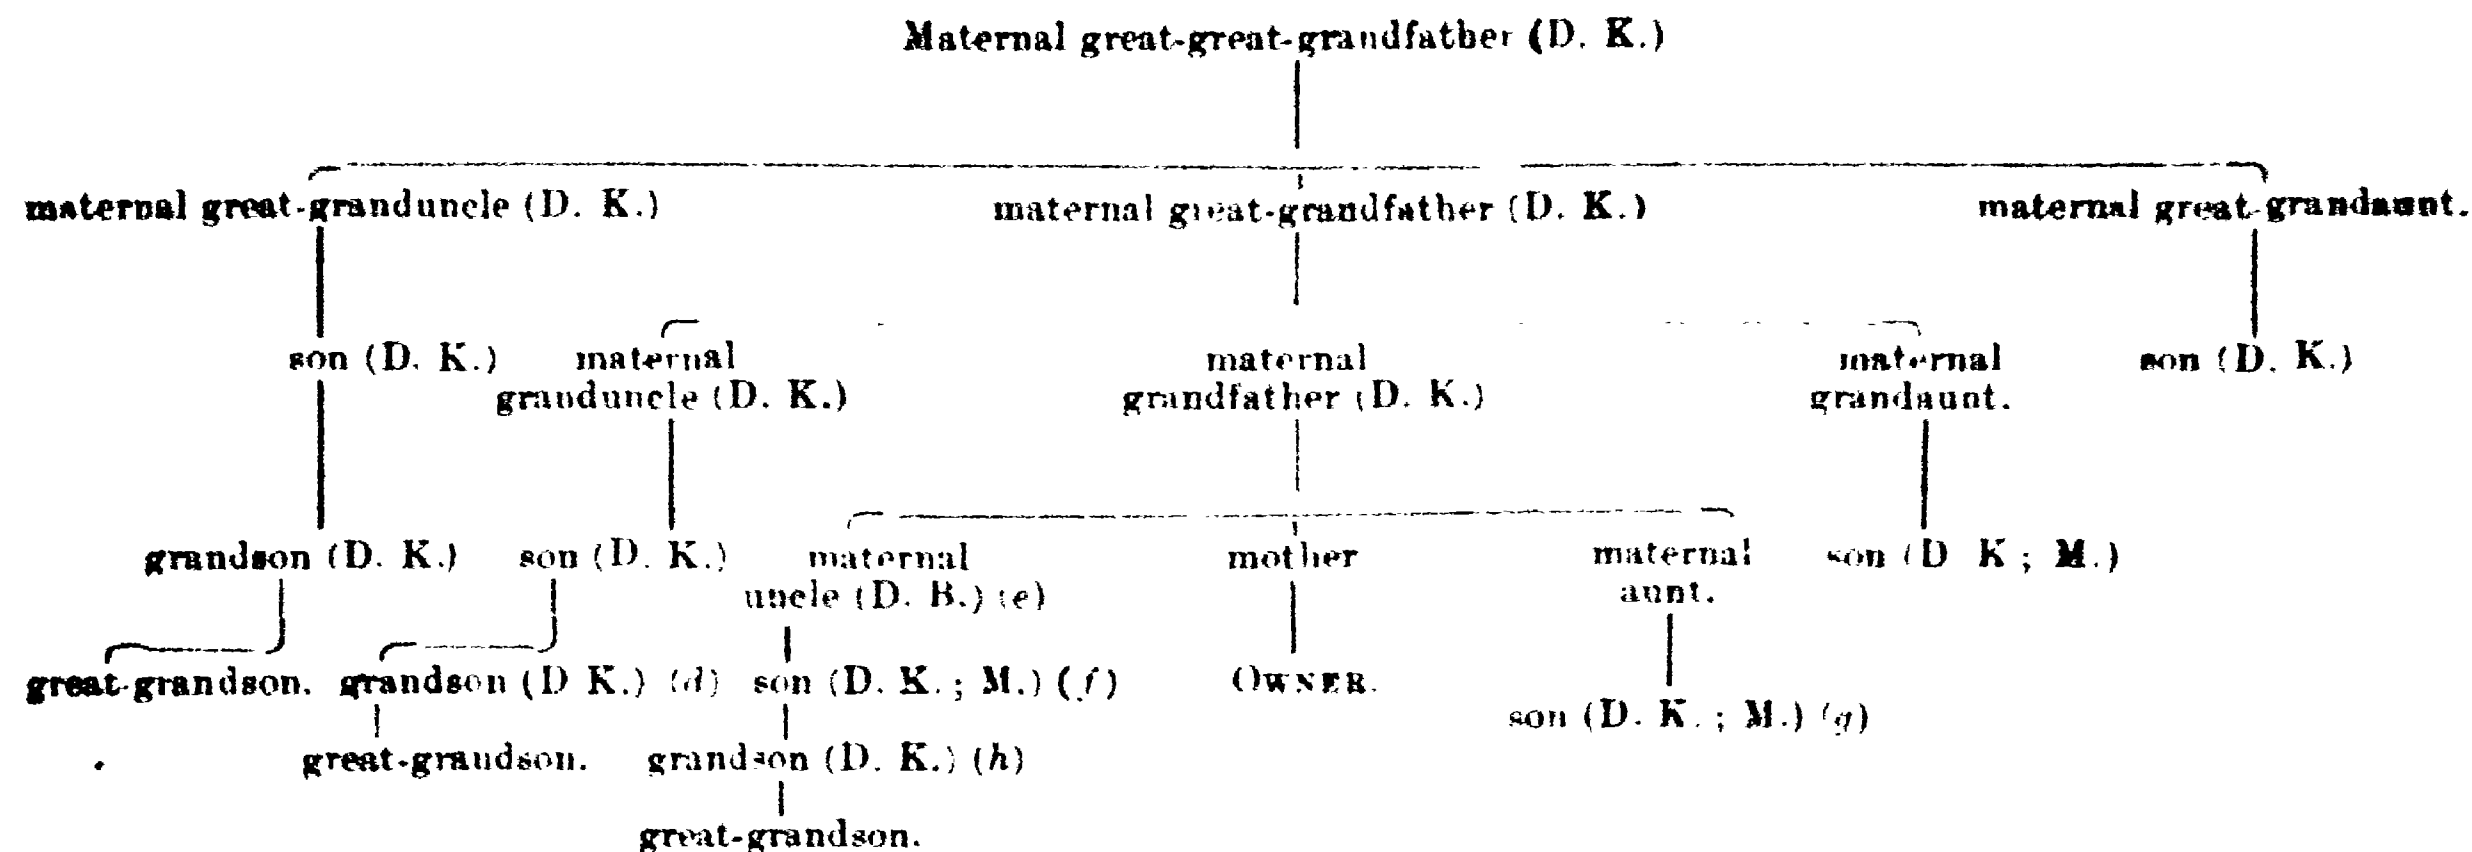 Maternal great-great-grandfather (D. K.)
maternal great-granduncle (D. K.) maternal great-grandfather (D. K.) maternal great-grandaunt.
son (D. K.) maternal maternal maternal son (D. K.)
granduncle (D. K.) grandfather (D. K.) grandaunt.
grandson (D. K.) son (D. K.) maternal mother maternal son (D K ; M.)
uncle (D. B.) (e) aunt.
great-grandson. grandson (D K.) (d) son (D. K. ; M.) (f) OWNER.
son (D. K. ; M.) (g)
great-grandson. grandson (D. K.) (h)
great-grandson.